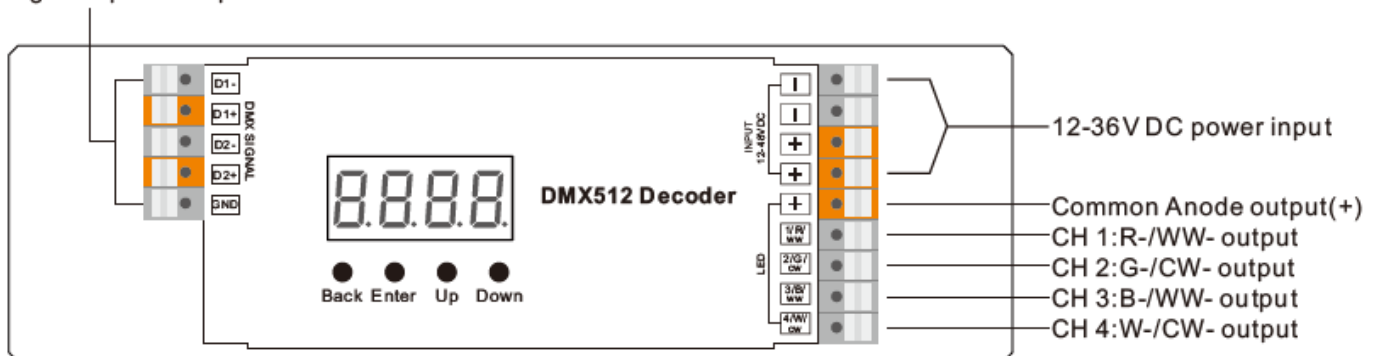 D1-
D1+
D2-
D2+
GND
DMX SIGNAL
8.8.8.8.
Back Enter Up Down
DMX512 Decoder
INPUT
12-48VDC
－
－
+
+
+
LED
1/R/
WW
2/G/
CW
3/B/
WW
4/W/
CW
12-36V DC power input
Common Anode output(+)
CH 1:R-/WW- output
CH 2:G-/CW- output
CH 3:B-/WW- output
CH 4:W-/CW- output